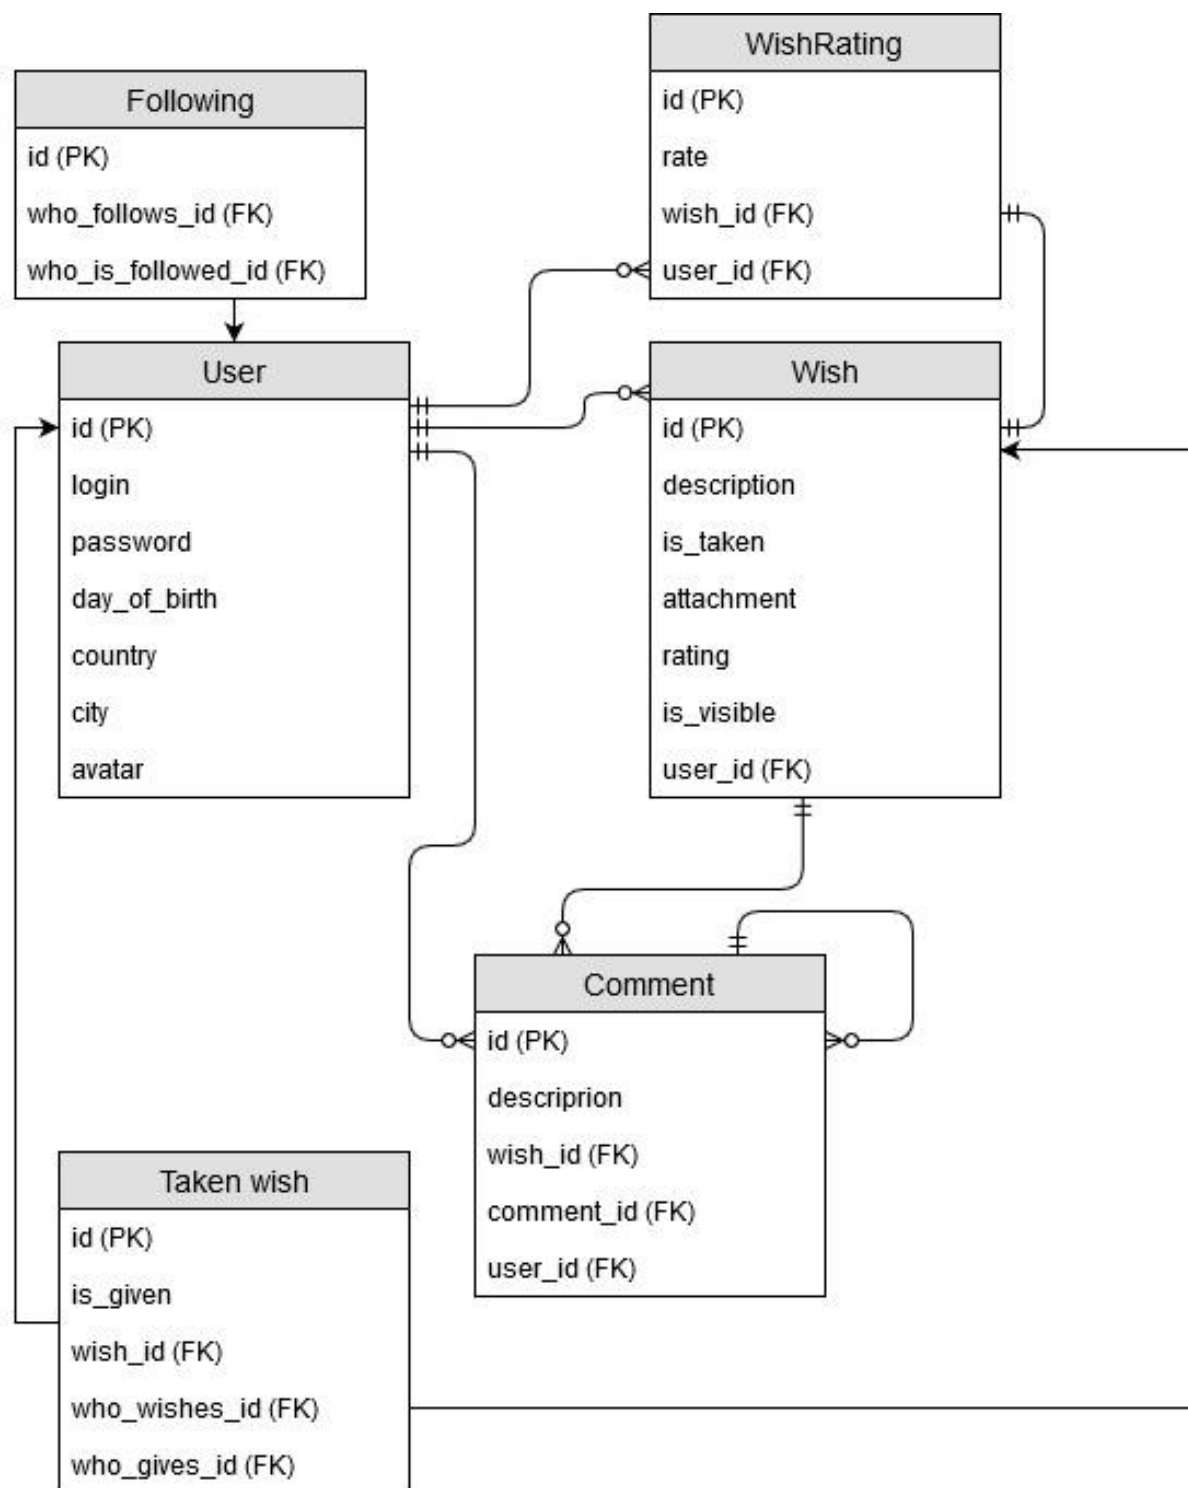 WishRating
id (PK)
rate
wish_id (FK)
user_id (FK)
Following
id (PK)
who_follows_id (FK)
who_is_followed_id (FK)
User
id (PK)
login
password
day_of_birth
country
city
avatar
Wish
id (PK)
description
is_taken
attachment
rating
is_visible
user_id (FK)
Comment
id (PK)
descriprion
wish_id (FK)
comment_id (FK)
user_id (FK)
Taken wish
id (PK)
is_given
wish_id (FK)
who_wishes_id (FK)
who_gives_id (FK)